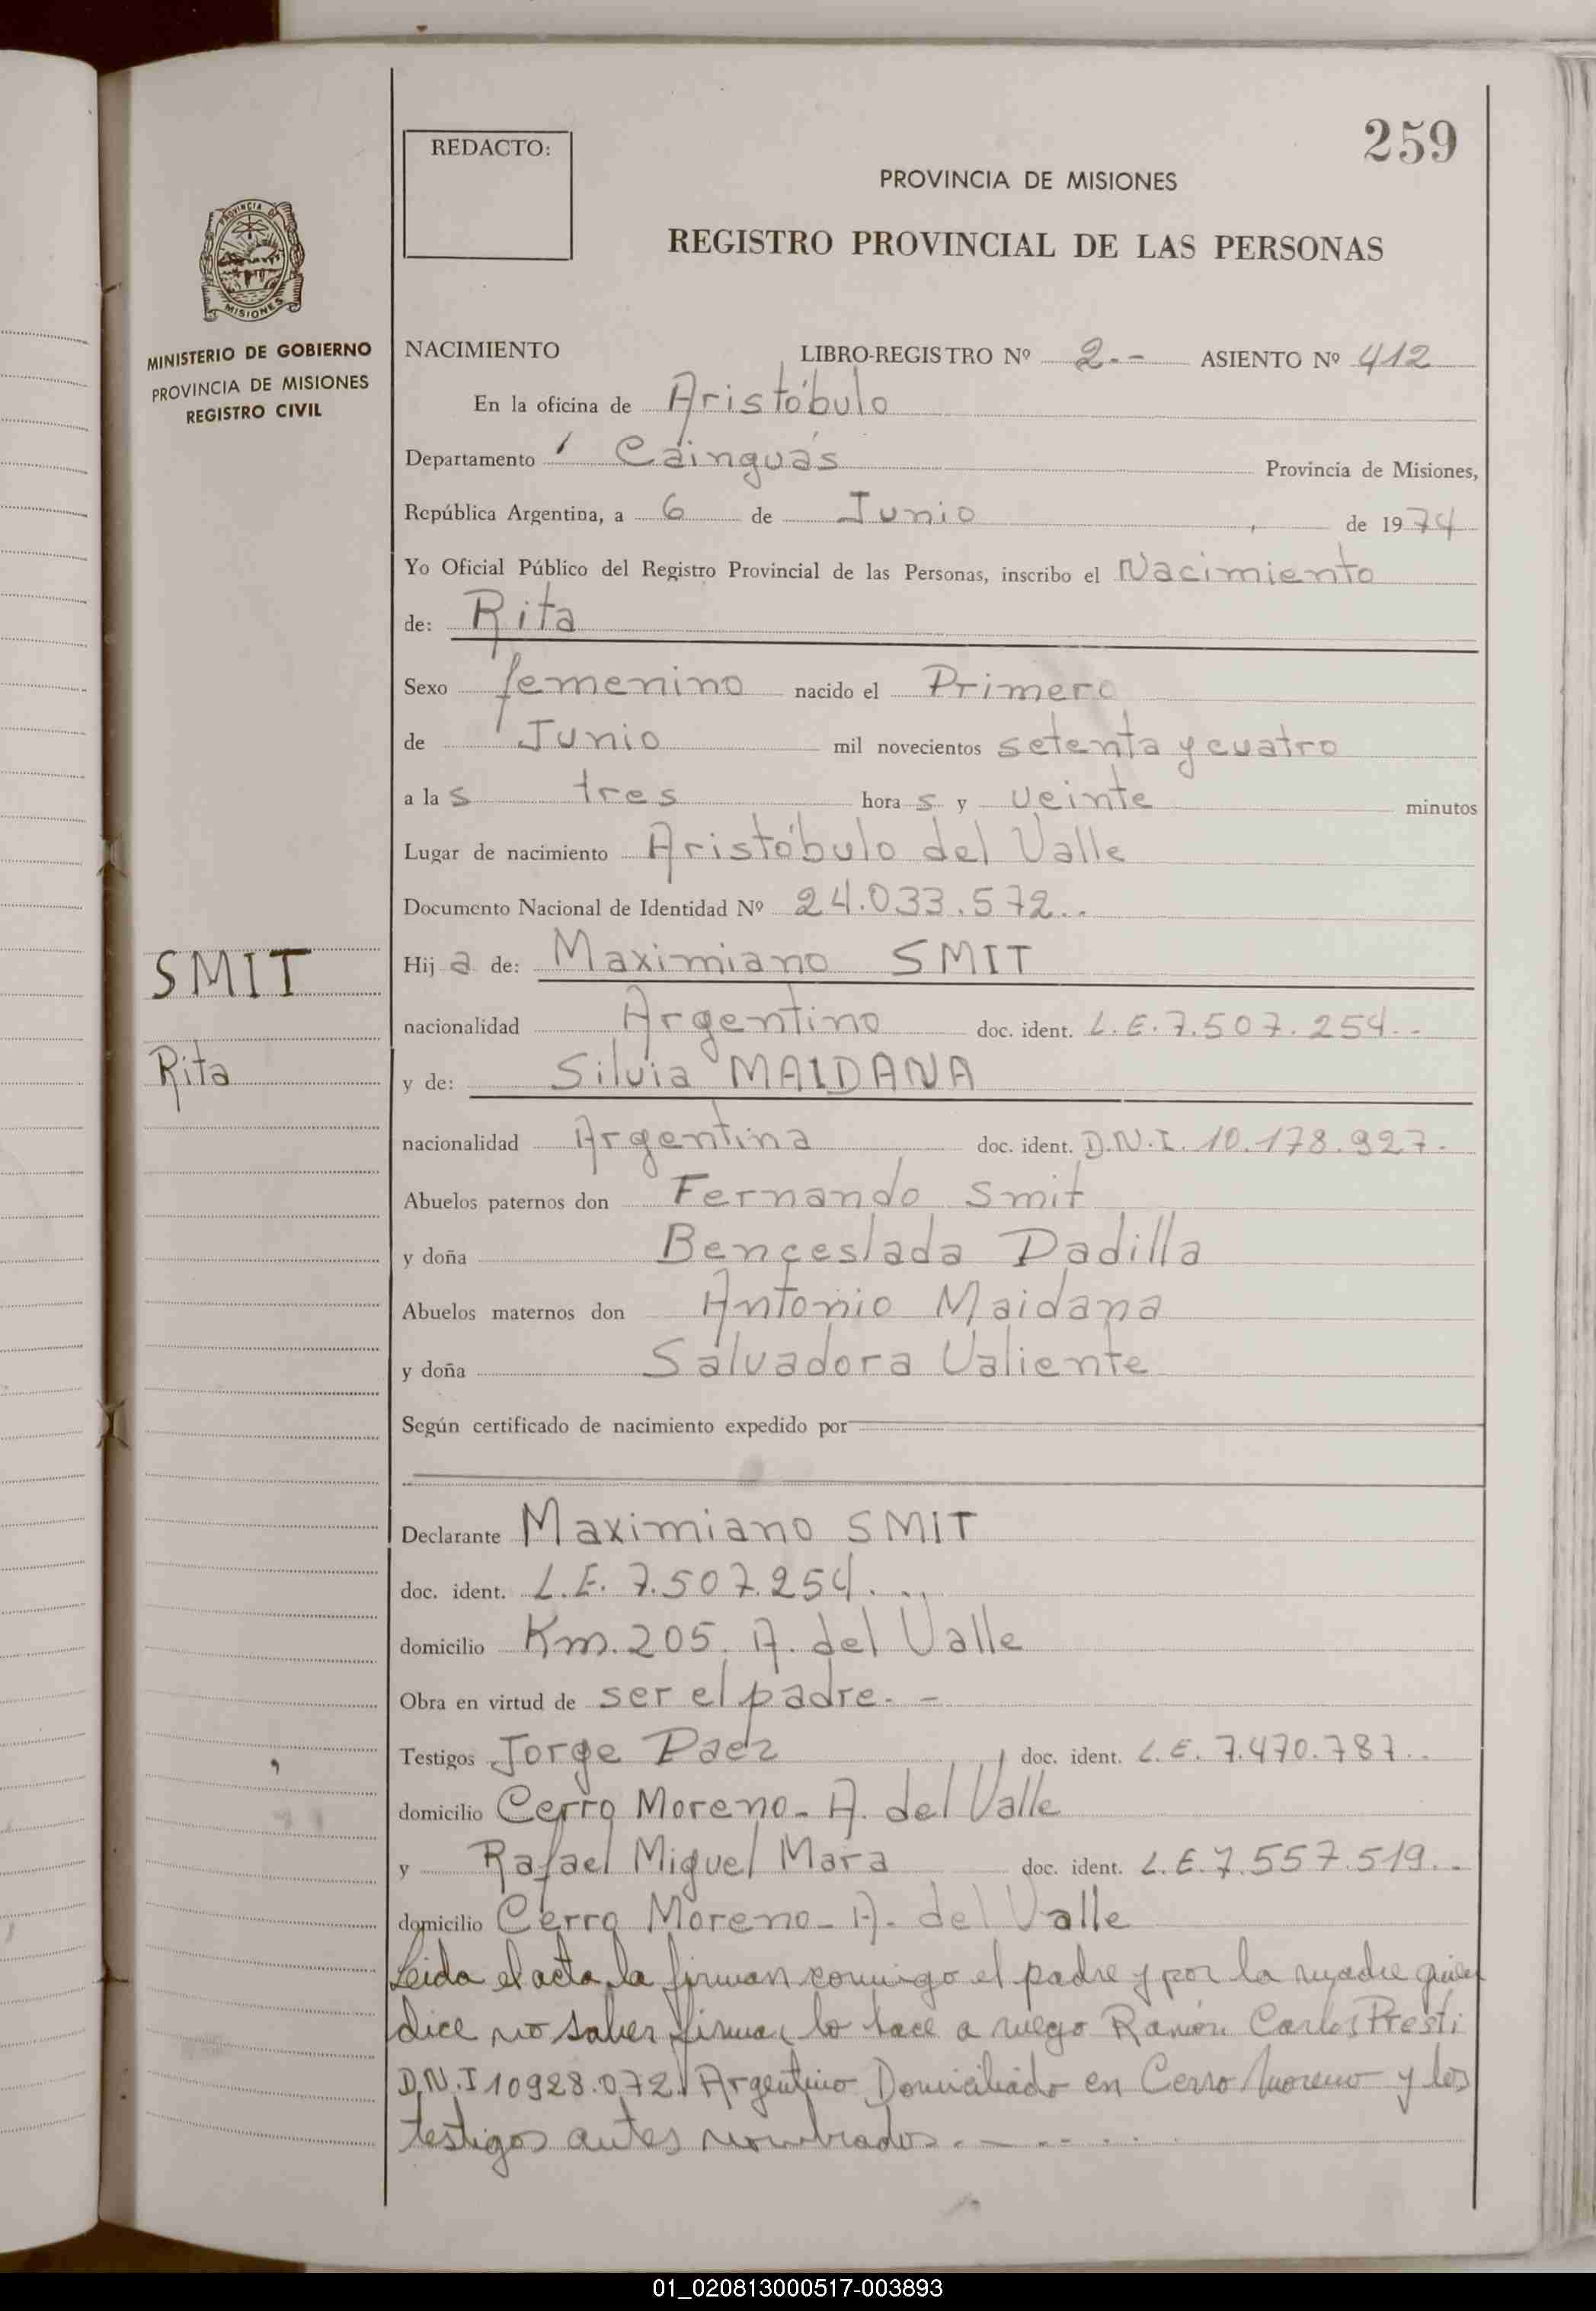 259
REDACTO:
PROVINCIA DE MISIONES
REGISTRO PROVINCIAL DE LAS PERSONAS
PROVINCIA DE
MISIONES
MINISTERIO DE GOBIERNO
PROVINCIA DE MISIONES
REGISTRO CIVIL
NACIMIENTO LIBRO-REGISTRO Nº 2.- ASIENTO Nº 412
En la oficina de Aristóbulo
Departamento Cainguás Provincia de Misiones,
República Argentina, a 6 de Junio de 1974
Yo Oficial Público del Registro Provincial de las Personas, inscribo el Nacimiento
de: Rita
Sexo femenino nacido el Primero
de Junio mil novecientos setenta y cuatro
a las tres horas y veinte minutos
Lugar de nacimiento Aristóbulo del Valle
Documento Nacional de Identidad Nº 24.033.572..
SMIT
Hija de: Maximiano SMIT
nacionalidad Argentino doc. ident. L.E.7.507.254..
Rita
y de: Silvia MAIDANA
nacionalidad Argentina doc. ident. D.N.I. 10.178.927.
Abuelos paternos don Fernando Smit
y doña Benceslada Padilla
Abuelos maternos don Antonio Maidana
y doña Salvadora Valiente
Según certificado de nacimiento expedido por
Declarante Maximiano SMIT
doc. ident. L.E. 7.507.254...
domicilio Km.205. A. del Valle
Obra en virtud de ser el padre.-
Testigos Jorge Paez doc. ident. L.E. 7.470.787..
domicilio Cerro Moreno- A. del Valle
y Rafael Miguel Mara doc. ident. L.E.7.557.519..
domicilio Cerro Moreno- A. del Valle
Leida el acta la firman conmigo el padre y por la madre quien
dice no saber firmar lo hace a ruego Ramón Carlos Presti
D.N.I 10928.072. Argentino Domiciliado en Cerro Moreno y los
testigos antes nombrados.-
01_020813000517-003893